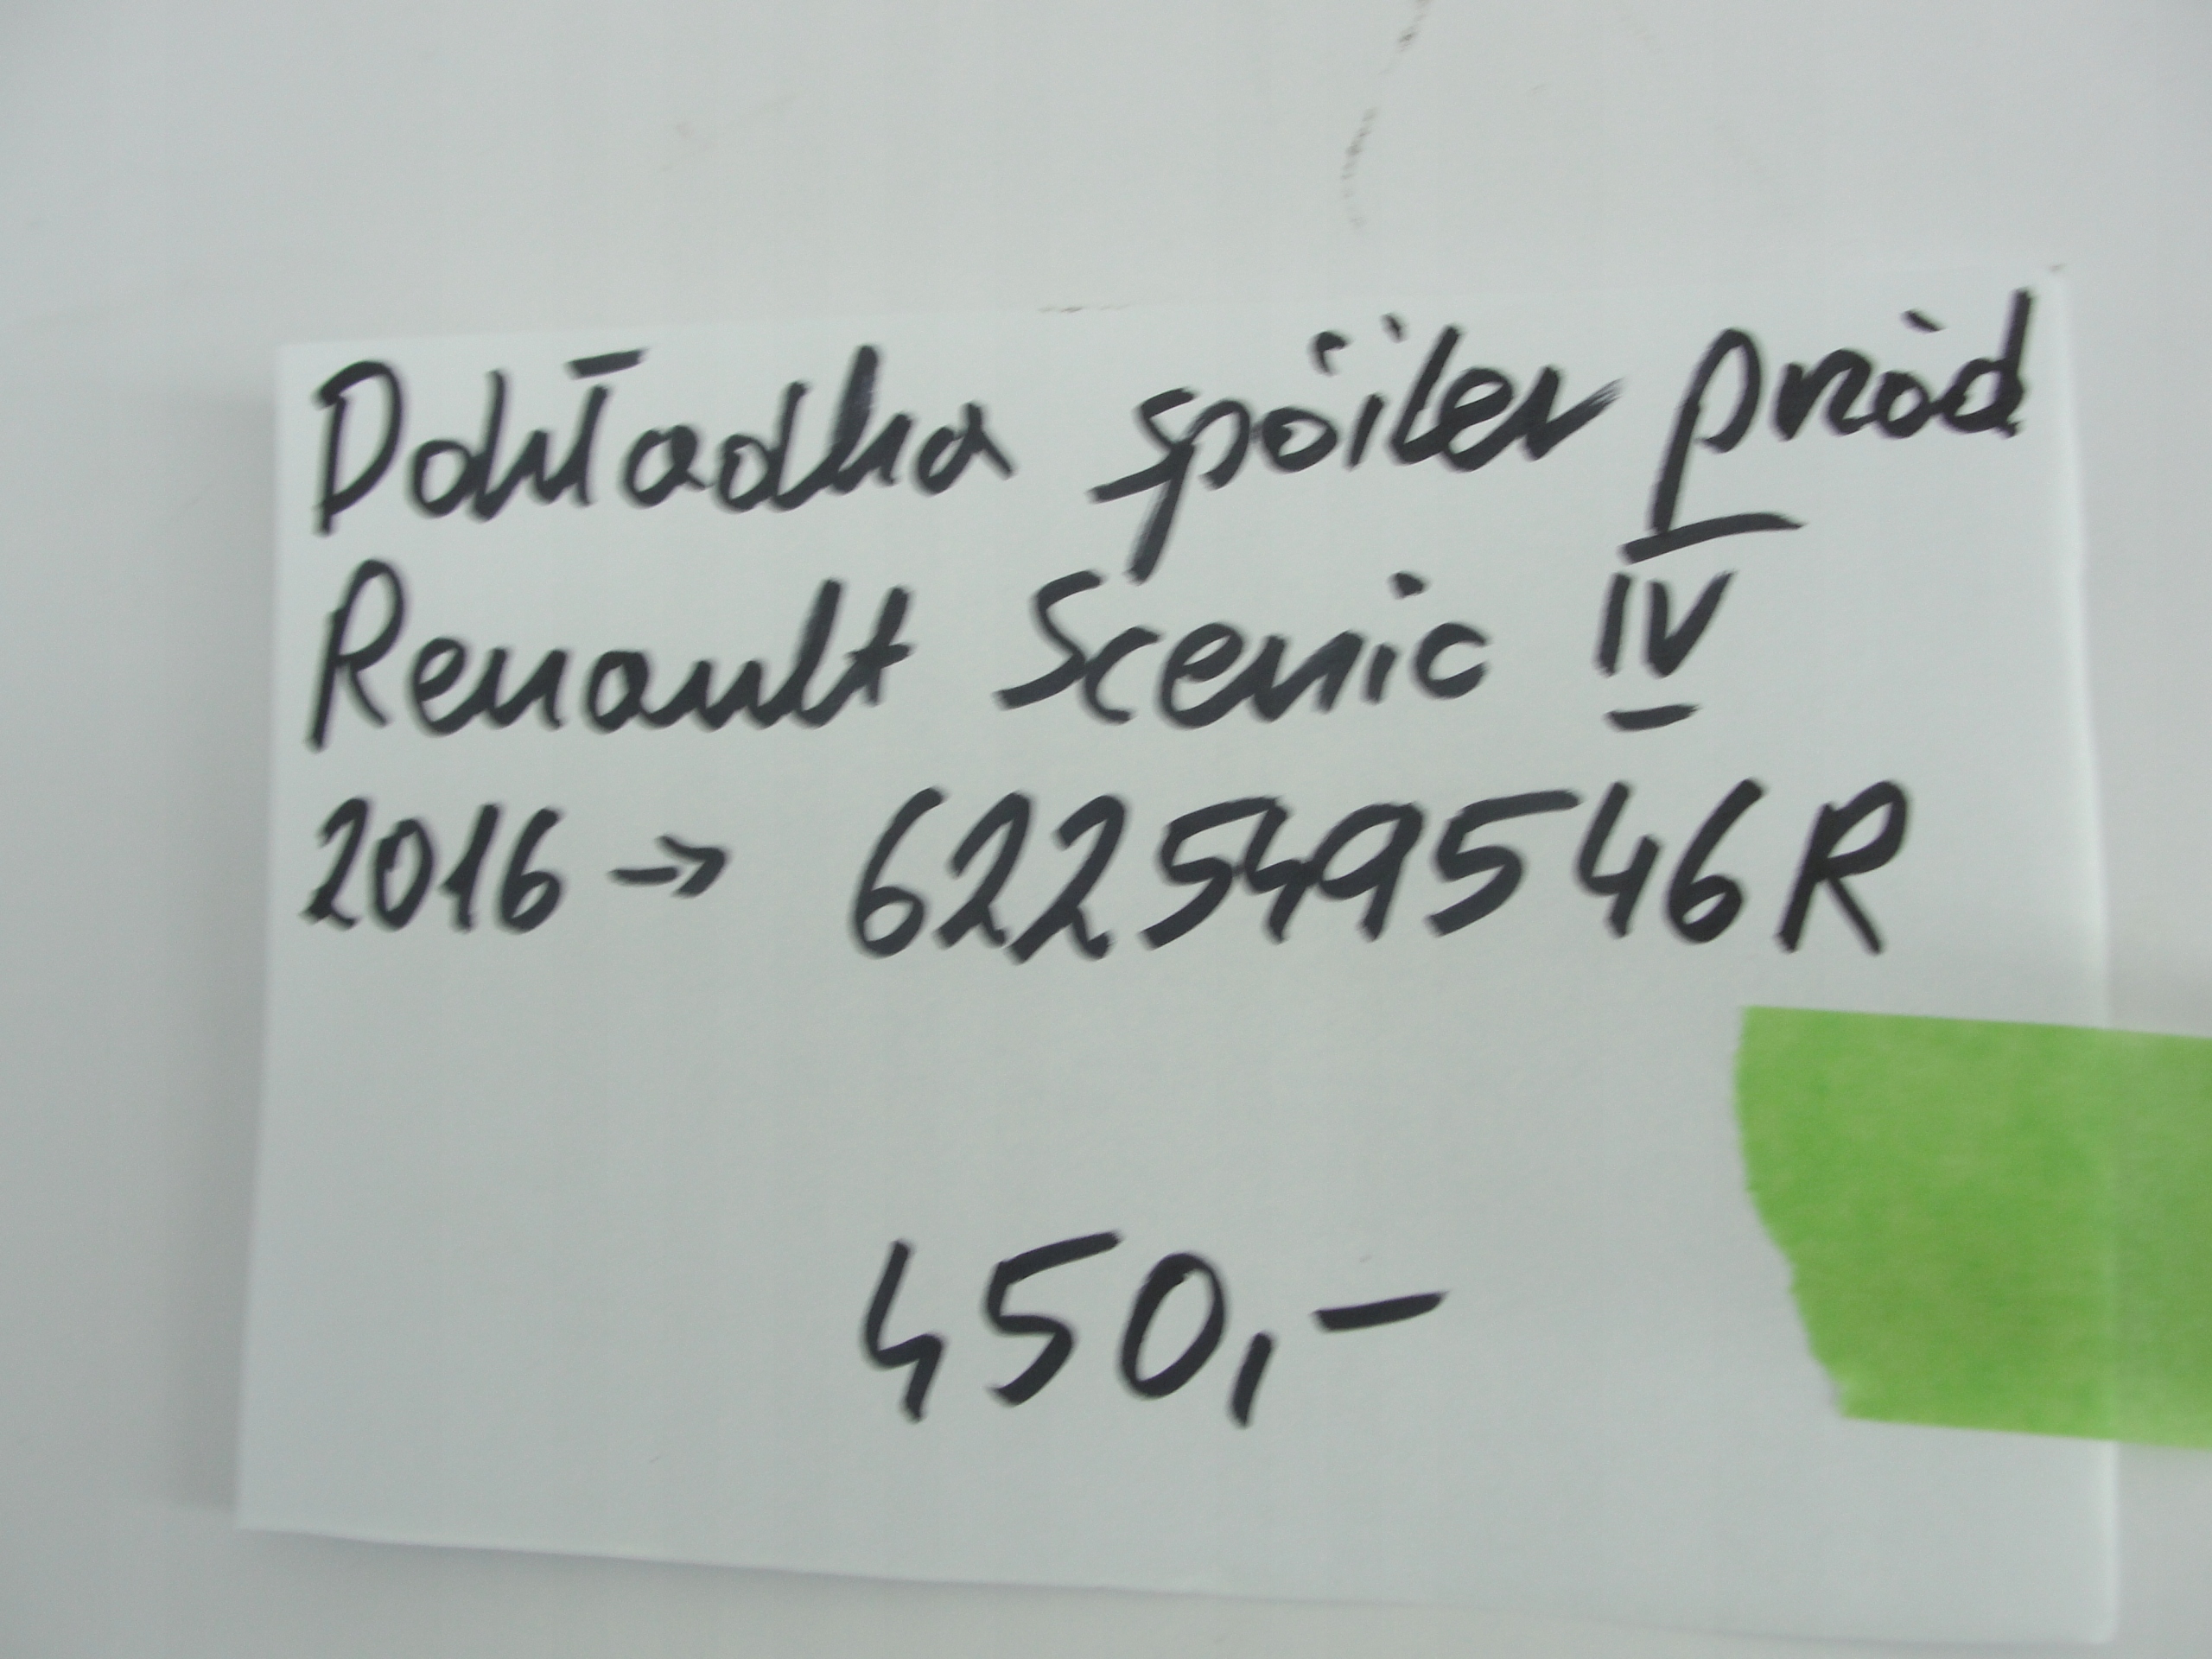 Dokładka spoiler przód
Renault Scenic IV
2016 → 622549546R
450,-